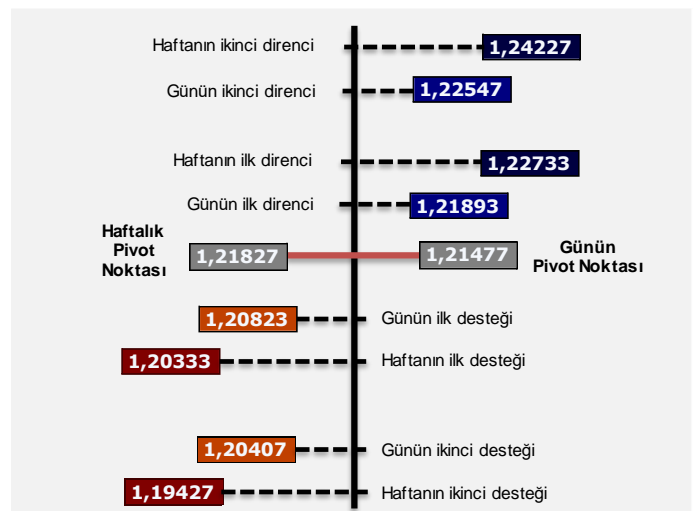 Haftanın ikinci direnci
1,24227
Günün ikinci direnci
1,22547
Haftanın ilk direnci
1,22733
Günün ilk direnci
1,21893
Haftalık
Pivot
Noktası
1,21827
1,21477
Günün
Pivot Noktası
1,20823
Günün ilk desteği
1,20333
Haftanın ilk desteği
1,20407
Günün ikinci desteği
1,19427
Haftanın ikinci desteği